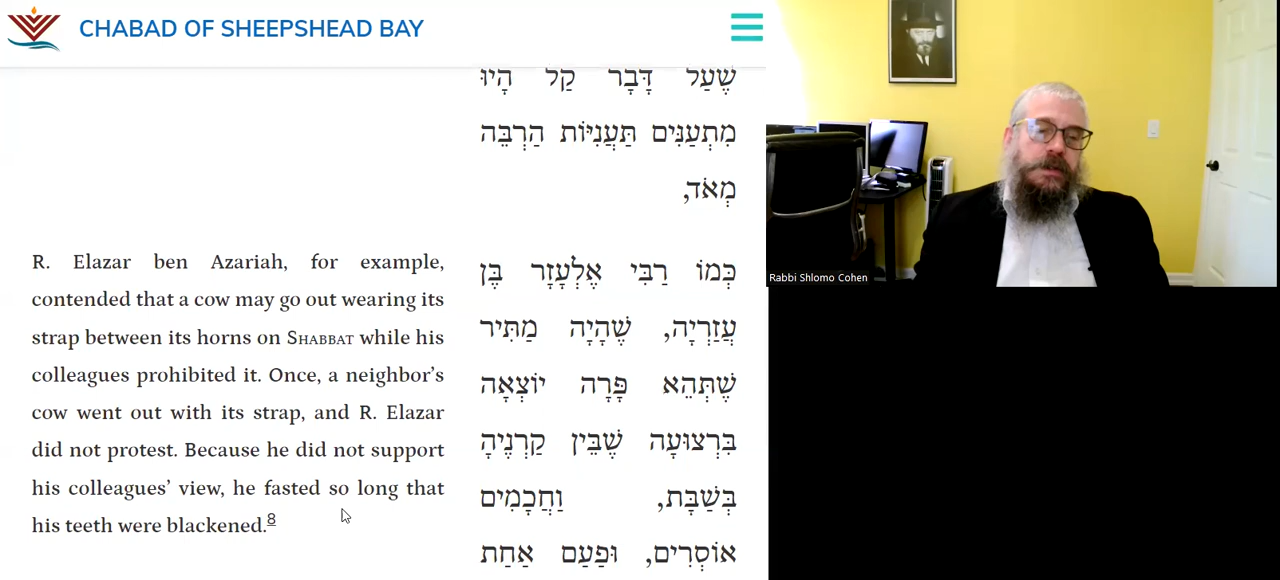 CHABAD OF SHEEPSHEAD BAY
שֶׁעַל דָּבָר קַל הָיוּ
מִתְעַנִּים תַּעֲנִיּוֹת הַרְבֵּה
מְאֹד,
R. Elazar ben Azariah, for example,
contended that a cow may go out wearing its
strap between its horns on SHABBAT while his
colleagues prohibited it. Once, a neighbor's
cow went out with its strap, and R. Elazar
did not protest. Because he did not support
his colleagues' view, he fasted so long that
his teeth were blackened.8
כְּמוֹ רַבִּי אֶלְעָזָר בֶּן
עֲזַרְיָה, שֶׁהָיָה מַתִּיר
שֶׁתְּהֵא פָּרָה יוֹצְאָה
בִּרְצוּעָה שֶׁבֵּין קַרְנֶיהָ
בְּשַׁבָּת, וַחֲכָמִים
אוֹסְרִים, וּפַעַם אַחַת
Rabbi Shlomo Cohen